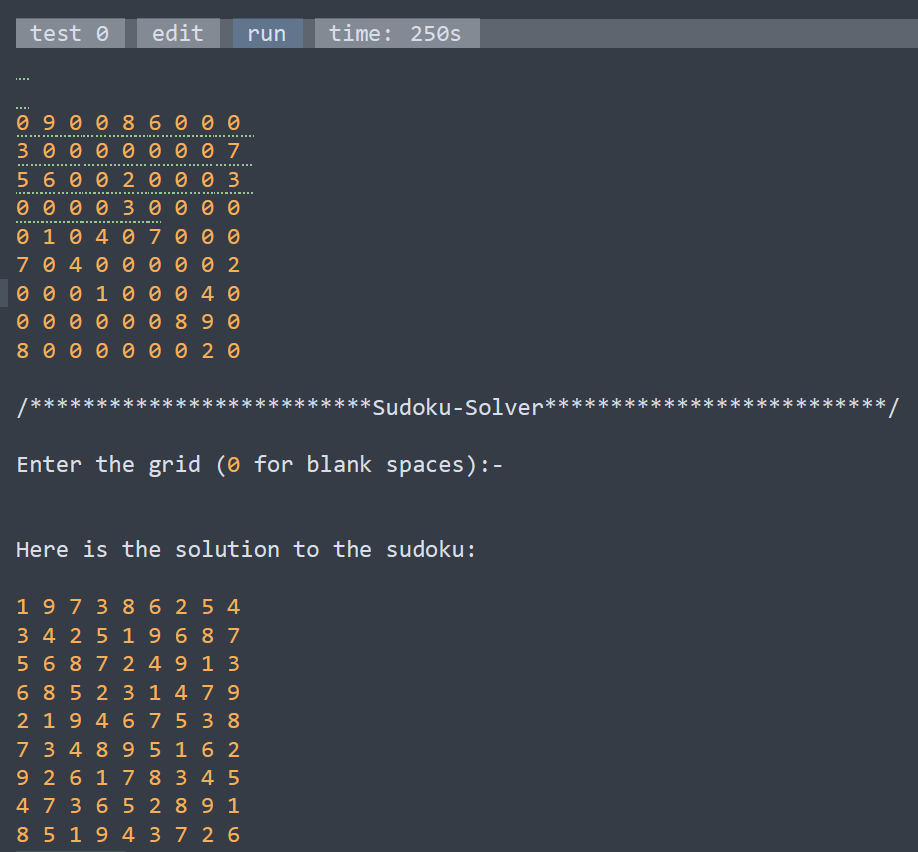 test 0 edit run time: 250s
0 9 0 0 8 6 0 0 0
3 0 0 0 0 0 0 0 7
5 6 0 0 2 0 0 0 3
0 0 0 0 3 0 0 0 0
0 1 0 4 0 7 0 0 0
7 0 4 0 0 0 0 0 2
0 0 0 1 0 0 0 4 0
0 0 0 0 0 0 8 9 0
8 0 0 0 0 0 0 2 0
/**************************Sudoku-Solver**************************/
Enter the grid (0 for blank spaces):-
Here is the solution to the sudoku:
1 9 7 3 8 6 2 5 4
3 4 2 5 1 9 6 8 7
5 6 8 7 2 4 9 1 3
6 8 5 2 3 1 4 7 9
2 1 9 4 6 7 5 3 8
7 3 4 8 9 5 1 6 2
9 2 6 1 7 8 3 4 5
4 7 3 6 5 2 8 9 1
8 5 1 9 4 3 7 2 6